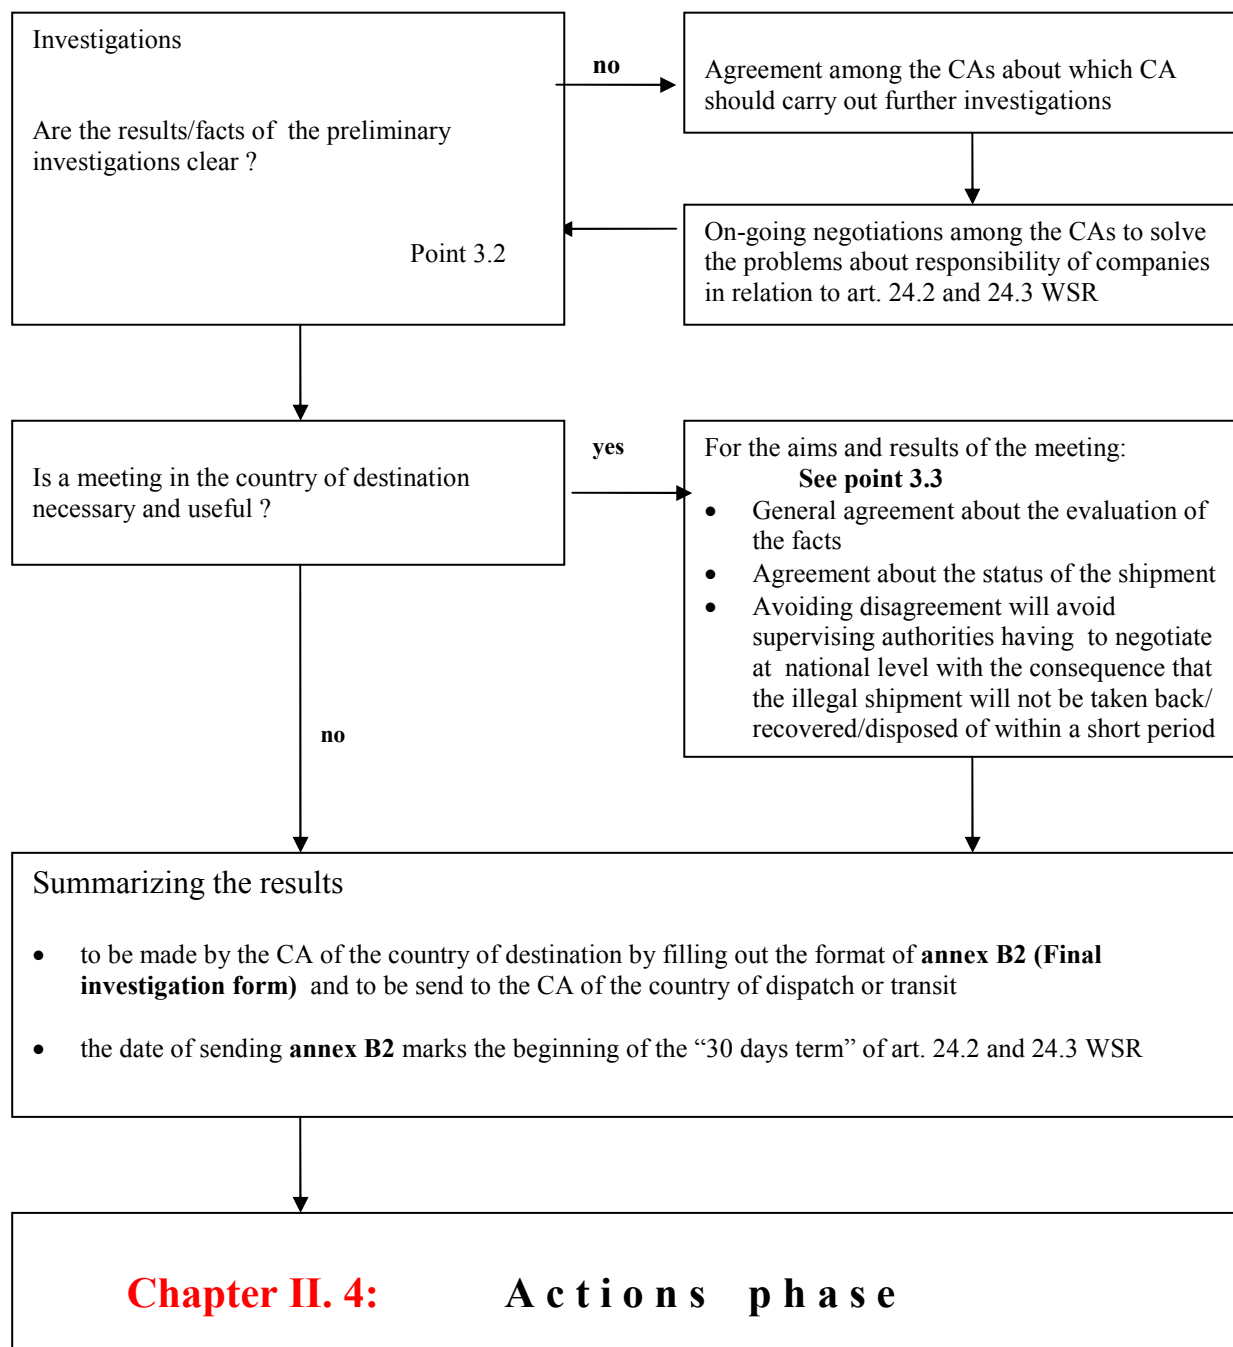 Investigations
Are the results/facts of  the preliminary
investigations clear ?
Point 3.2
no
Agreement among the CAs about which CA
should carry out further investigations
On-going negotiations among the CAs to solve
the problems about responsibility of companies
in relation to art. 24.2 and 24.3 WSR
Is a meeting in the country of destination
necessary and useful ?
yes
For the aims and results of the meeting:
See point 3.3
• General agreement about the evaluation of
the facts
• Agreement about the status of the shipment
• Avoiding disagreement will avoid
supervising authorities having  to negotiate
at  national level with the consequence that
the illegal shipment will not be taken back/
recovered/disposed of within a short period
no
Summarizing the results
• to be made by the CA of the country of destination by filling out the format of annex B2 (Final
investigation form)  and to be send to the CA of the country of dispatch or transit
• the date of sending annex B2 marks the beginning of the “30 days term” of art. 24.2 and 24.3 WSR
Chapter II. 4: A c t i o n s   p h a s e